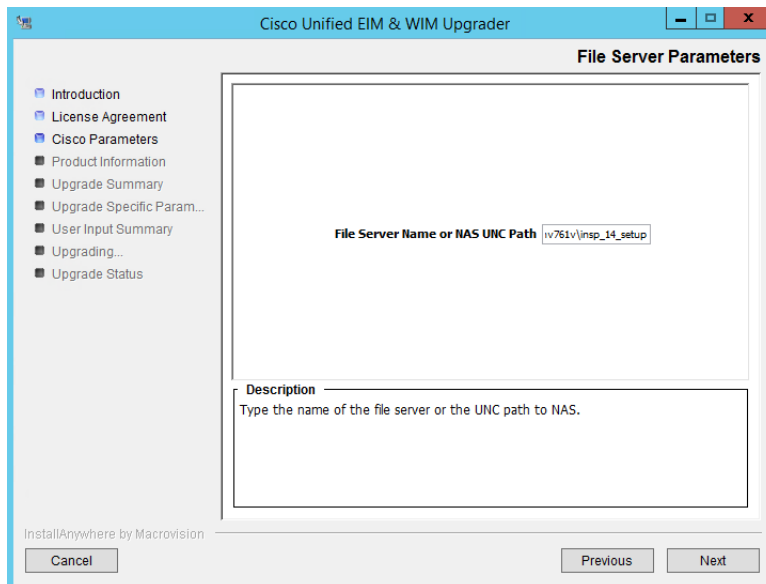 Cisco Unified EIM & WIM Upgrader
File Server Parameters
Introduction
License Agreement
Cisco Parameters
Product Information
Upgrade Summary
Upgrade Specific Param...
User Input Summary
Upgrading...
Upgrade Status
File Server Name or NAS UNC Path
v761v\insp_14_setup
Description
Type the name of the file server or the UNC path to NAS.
InstallAnywhere by Macrovision
Cancel
Previous
Next